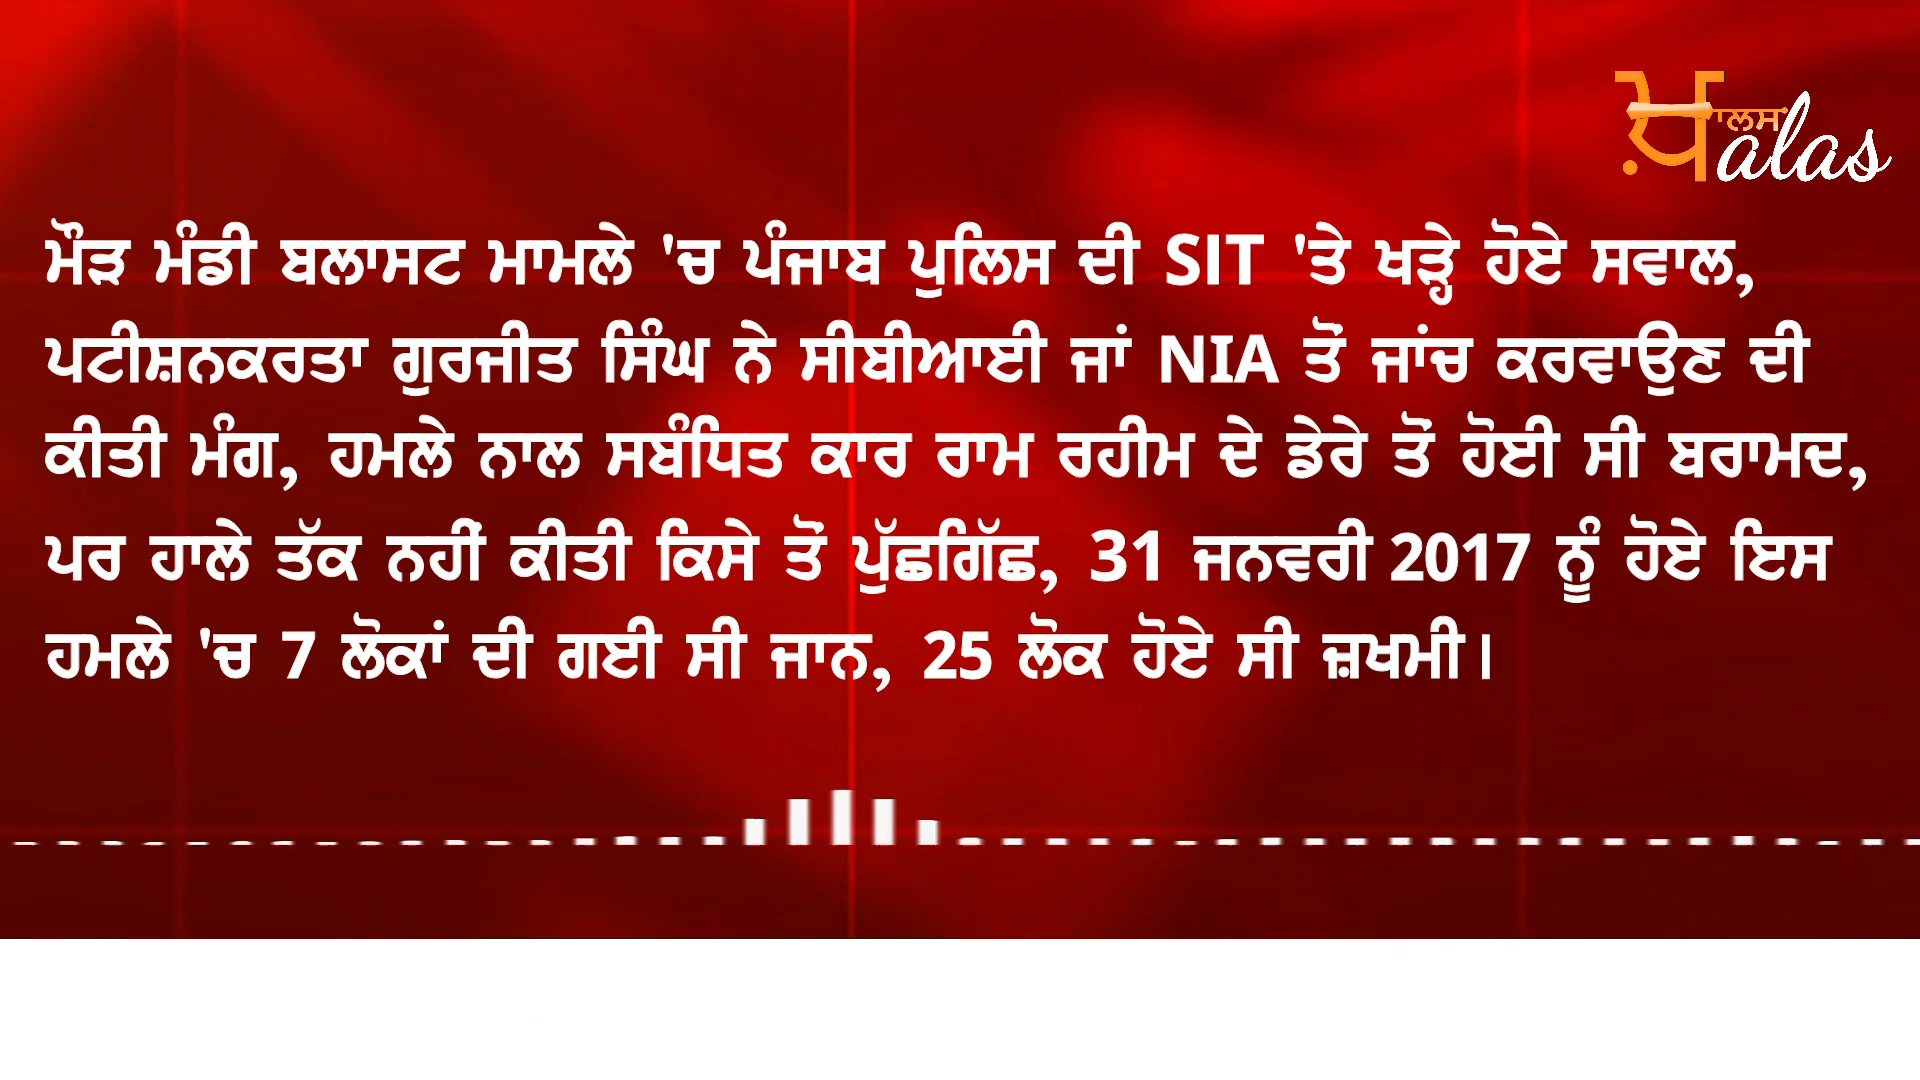 ਖ਼ਾਲਸ alas
ਮੌੜ ਮੰਡੀ ਬਲਾਸਟ ਮਾਮਲੇ 'ਚ ਪੰਜਾਬ ਪੁਲਿਸ ਦੀ SIT 'ਤੇ ਖੜ੍ਹੇ ਹੋਏ ਸਵਾਲ,
ਪਟੀਸ਼ਨਕਰਤਾ ਗੁਰਜੀਤ ਸਿੰਘ ਨੇ ਸੀਬੀਆਈ ਜਾਂ NIA ਤੋਂ ਜਾਂਚ ਕਰਵਾਉਣ ਦੀ
ਕੀਤੀ ਮੰਗ, ਹਮਲੇ ਨਾਲ ਸਬੰਧਿਤ ਕਾਰ ਰਾਮ ਰਹੀਮ ਦੇ ਡੇਰੇ ਤੋਂ ਹੋਈ ਸੀ ਬਰਾਮਦ,
ਪਰ ਹਾਲੇ ਤੱਕ ਨਹੀਂ ਕੀਤੀ ਕਿਸੇ ਤੋਂ ਪੁੱਛਗਿੱਛ, 31 ਜਨਵਰੀ 2017 ਨੂੰ ਹੋਏ ਇਸ
ਹਮਲੇ 'ਚ 7 ਲੋਕਾਂ ਦੀ ਗਈ ਸੀ ਜਾਨ, 25 ਲੋਕ ਹੋਏ ਸੀ ਜ਼ਖਮੀ।